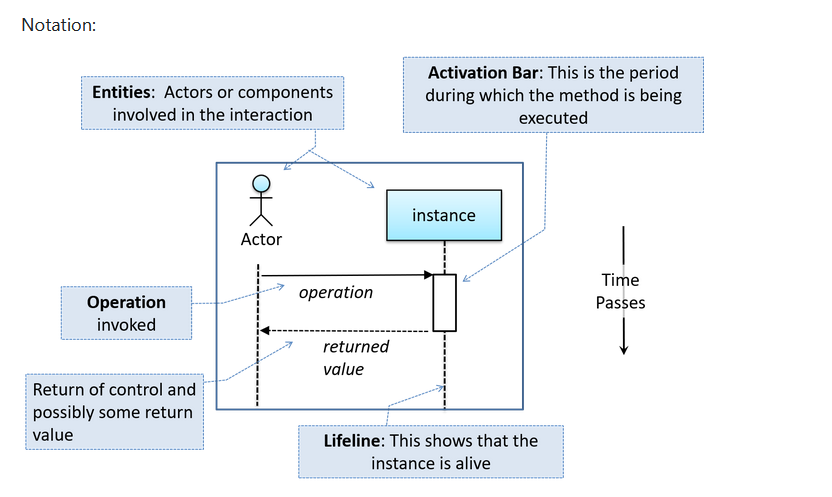 Notation:
Entities:  Actors or components
involved in the interaction
Activation Bar: This is the period
during which the method is being
executed
Actor
instance
operation
Operation
invoked
returned
value
Return of control and
possibly some return
value
Lifeline: This shows that the
instance is alive
Time
Passes